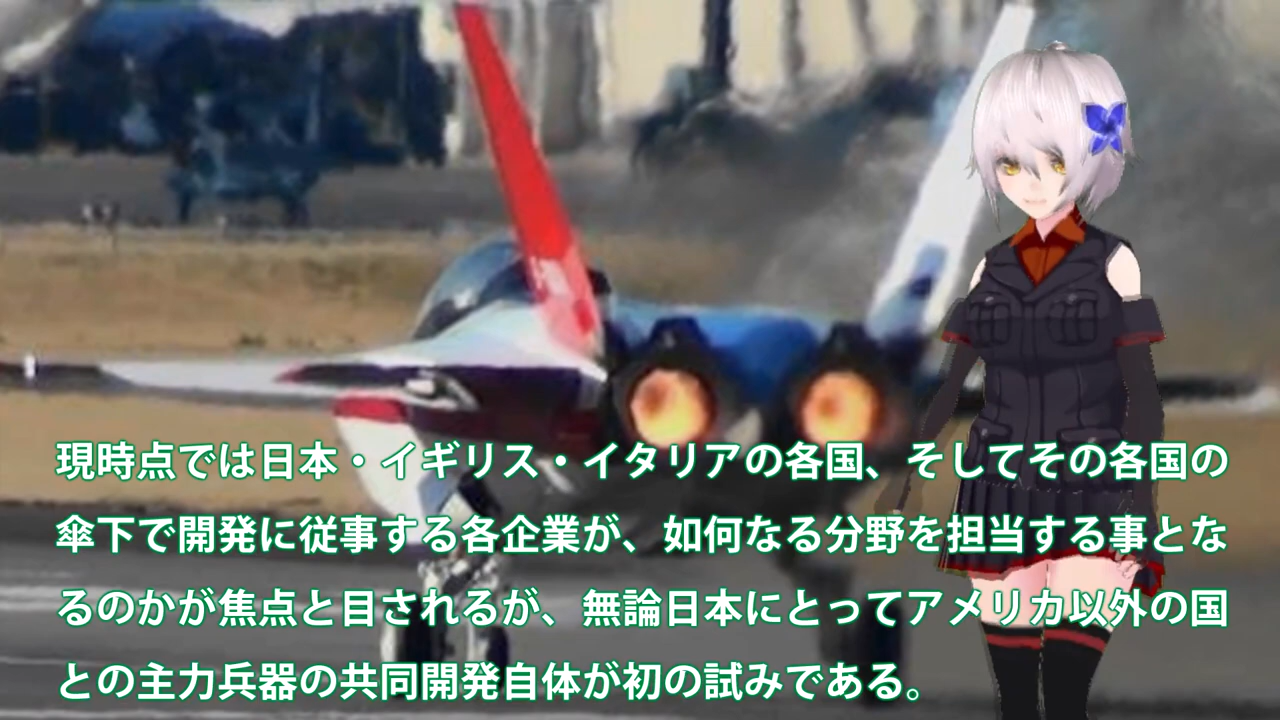 現時点では日本・イギリス・イタリアの各国、そしてその各国の
傘下で開発に従事する各企業が、如何なる分野を担当する事とな
るのかが焦点と目されるが、無論日本にとってアメリカ以外の国
との主力兵器の共同開発自体が初の試みである。